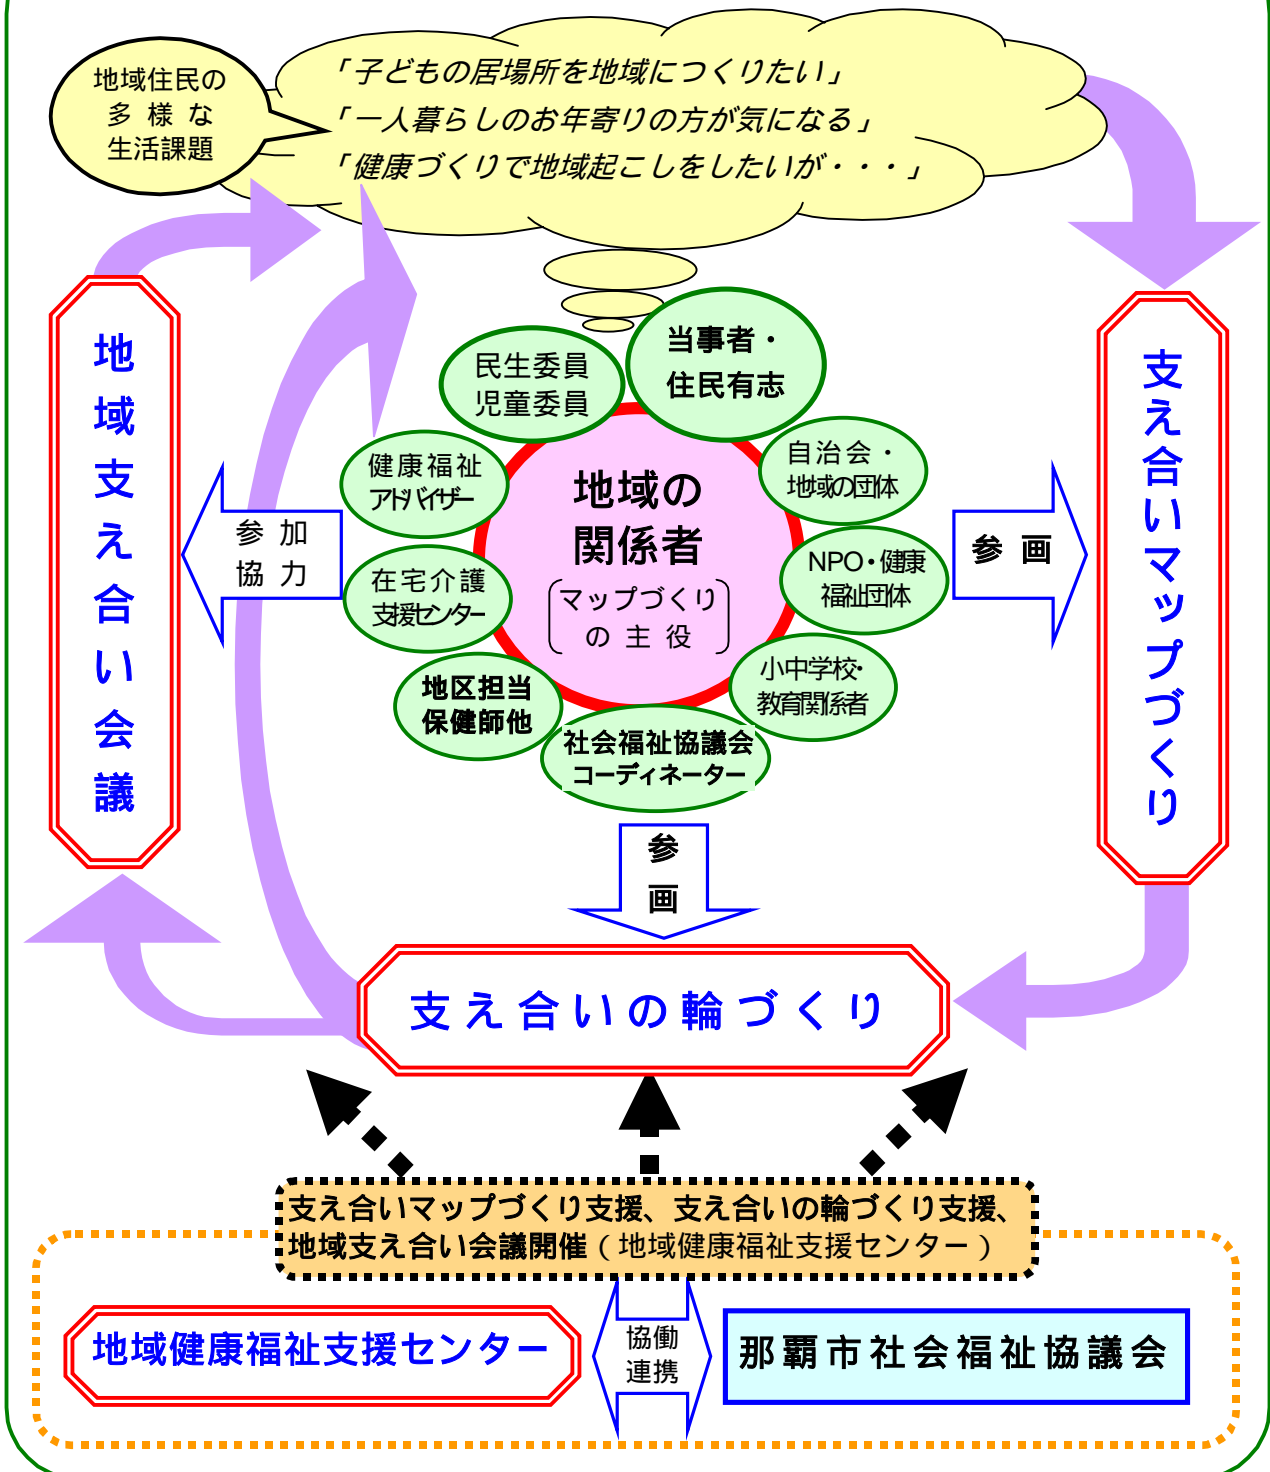 地域住民の
多様な
生活課題
「子どもの居場所を地域につくりたい」
「一人暮らしのお年寄りの方が気になる」
「健康づくりで地域起こしをしたいが・・・」
地域支え合い会議
支え合いマップづくり
民生委員
児童委員
当事者・
住民有志
健康福祉
アドバイザー
自治会・
地域の団体
在宅介護
支援センター
NPO・健康
福祉団体
地区担当
保健師他
小中学校・
教育関係者
社会福祉協議会
コーディネーター
地域の
関係者
マップづくり
の主役
参加
協力
参画
参画
支え合いの輪づくり
支え合いマップづくり支援、支え合いの輪づくり支援、
地域支え合い会議開催(地域健康福祉支援センター)
地域健康福祉支援センター
協働
連携
那覇市社会福祉協議会